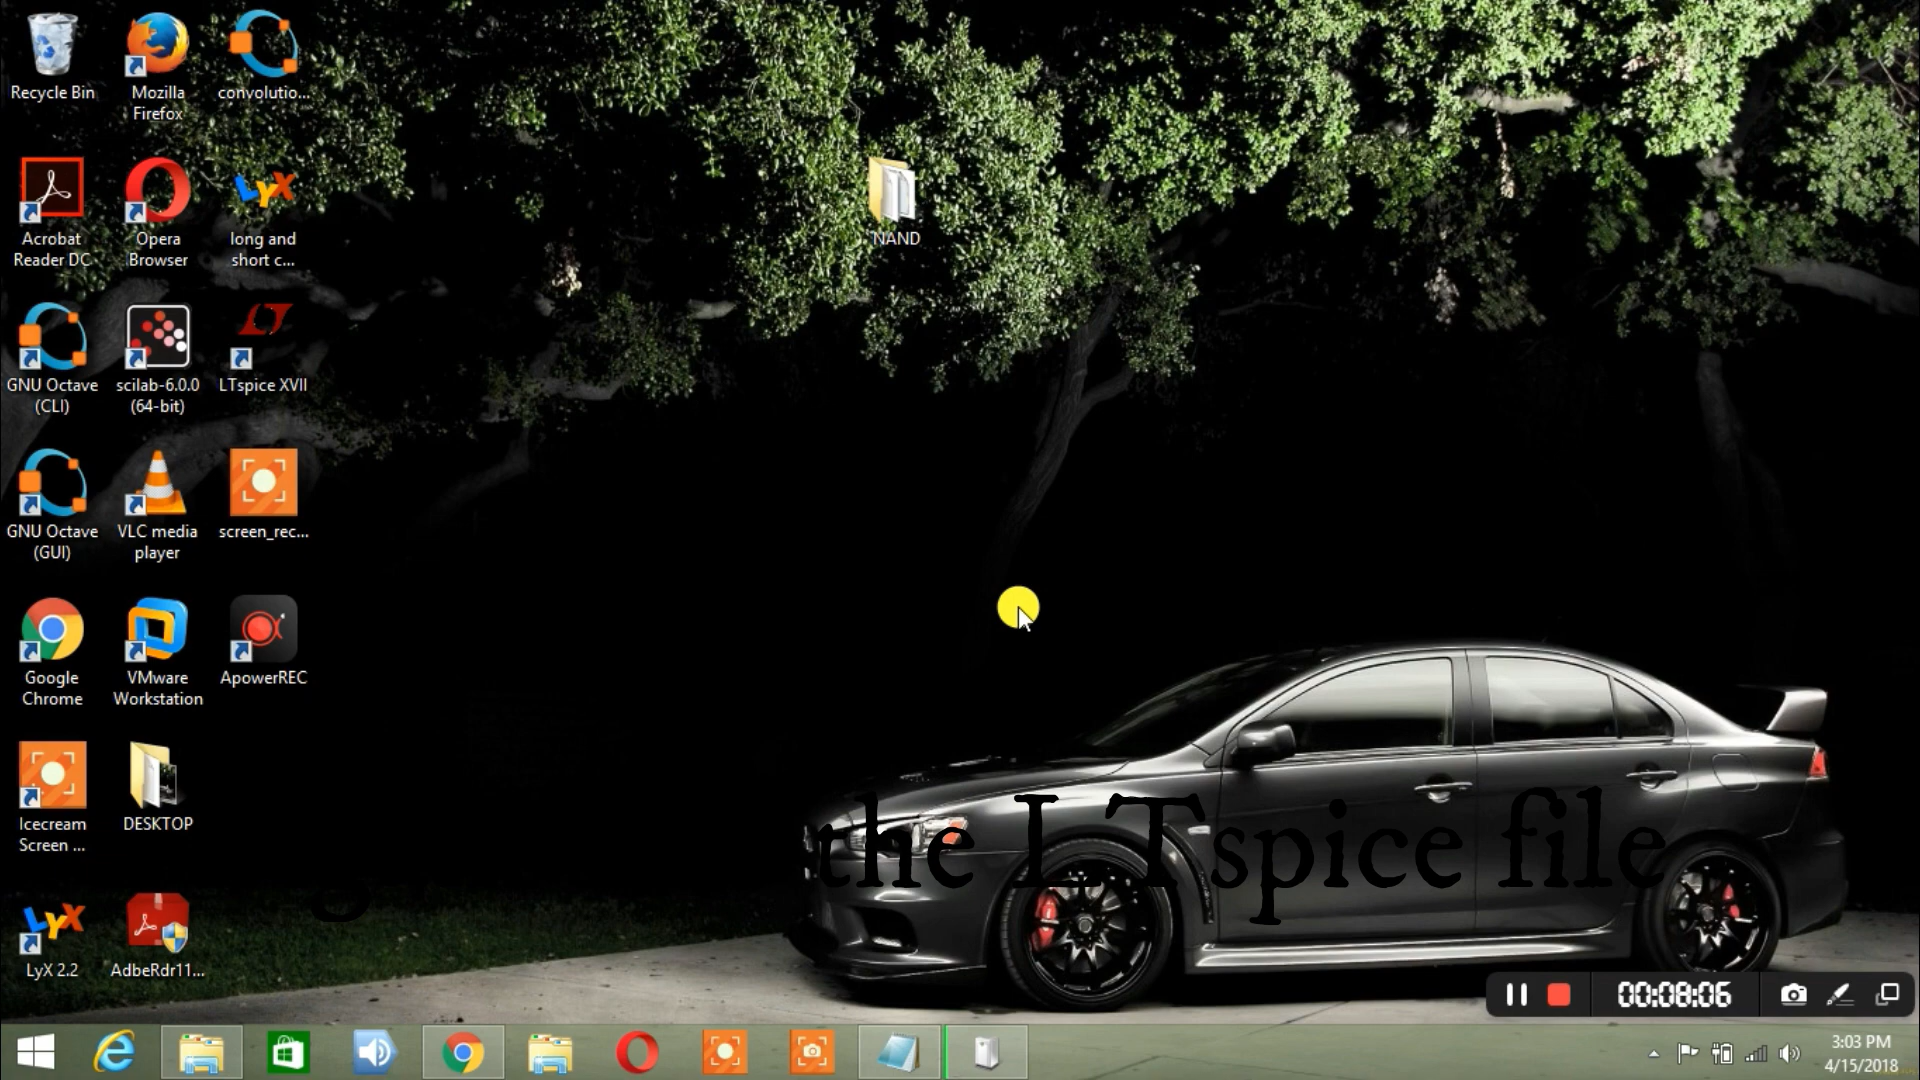 Recycle Bin
Mozilla
Firefox
convolutio...
Acrobat
Reader DC
Opera
Browser
LyX
long and
short c...
NAND
GNU Octave
(CLI)
scilab-6.0.0
(64-bit)
LTspice XVII
GNU Octave
(GUI)
VLC media
player
screen_rec...
Google
Chrome
VMware
Workstation
ApowerREC
Icecream
Screen ...
DESKTOP
the LTspice file
LyX
LyX 2.2
AdbeRdr11...
00:08:06
3:03 PM
4/15/2018